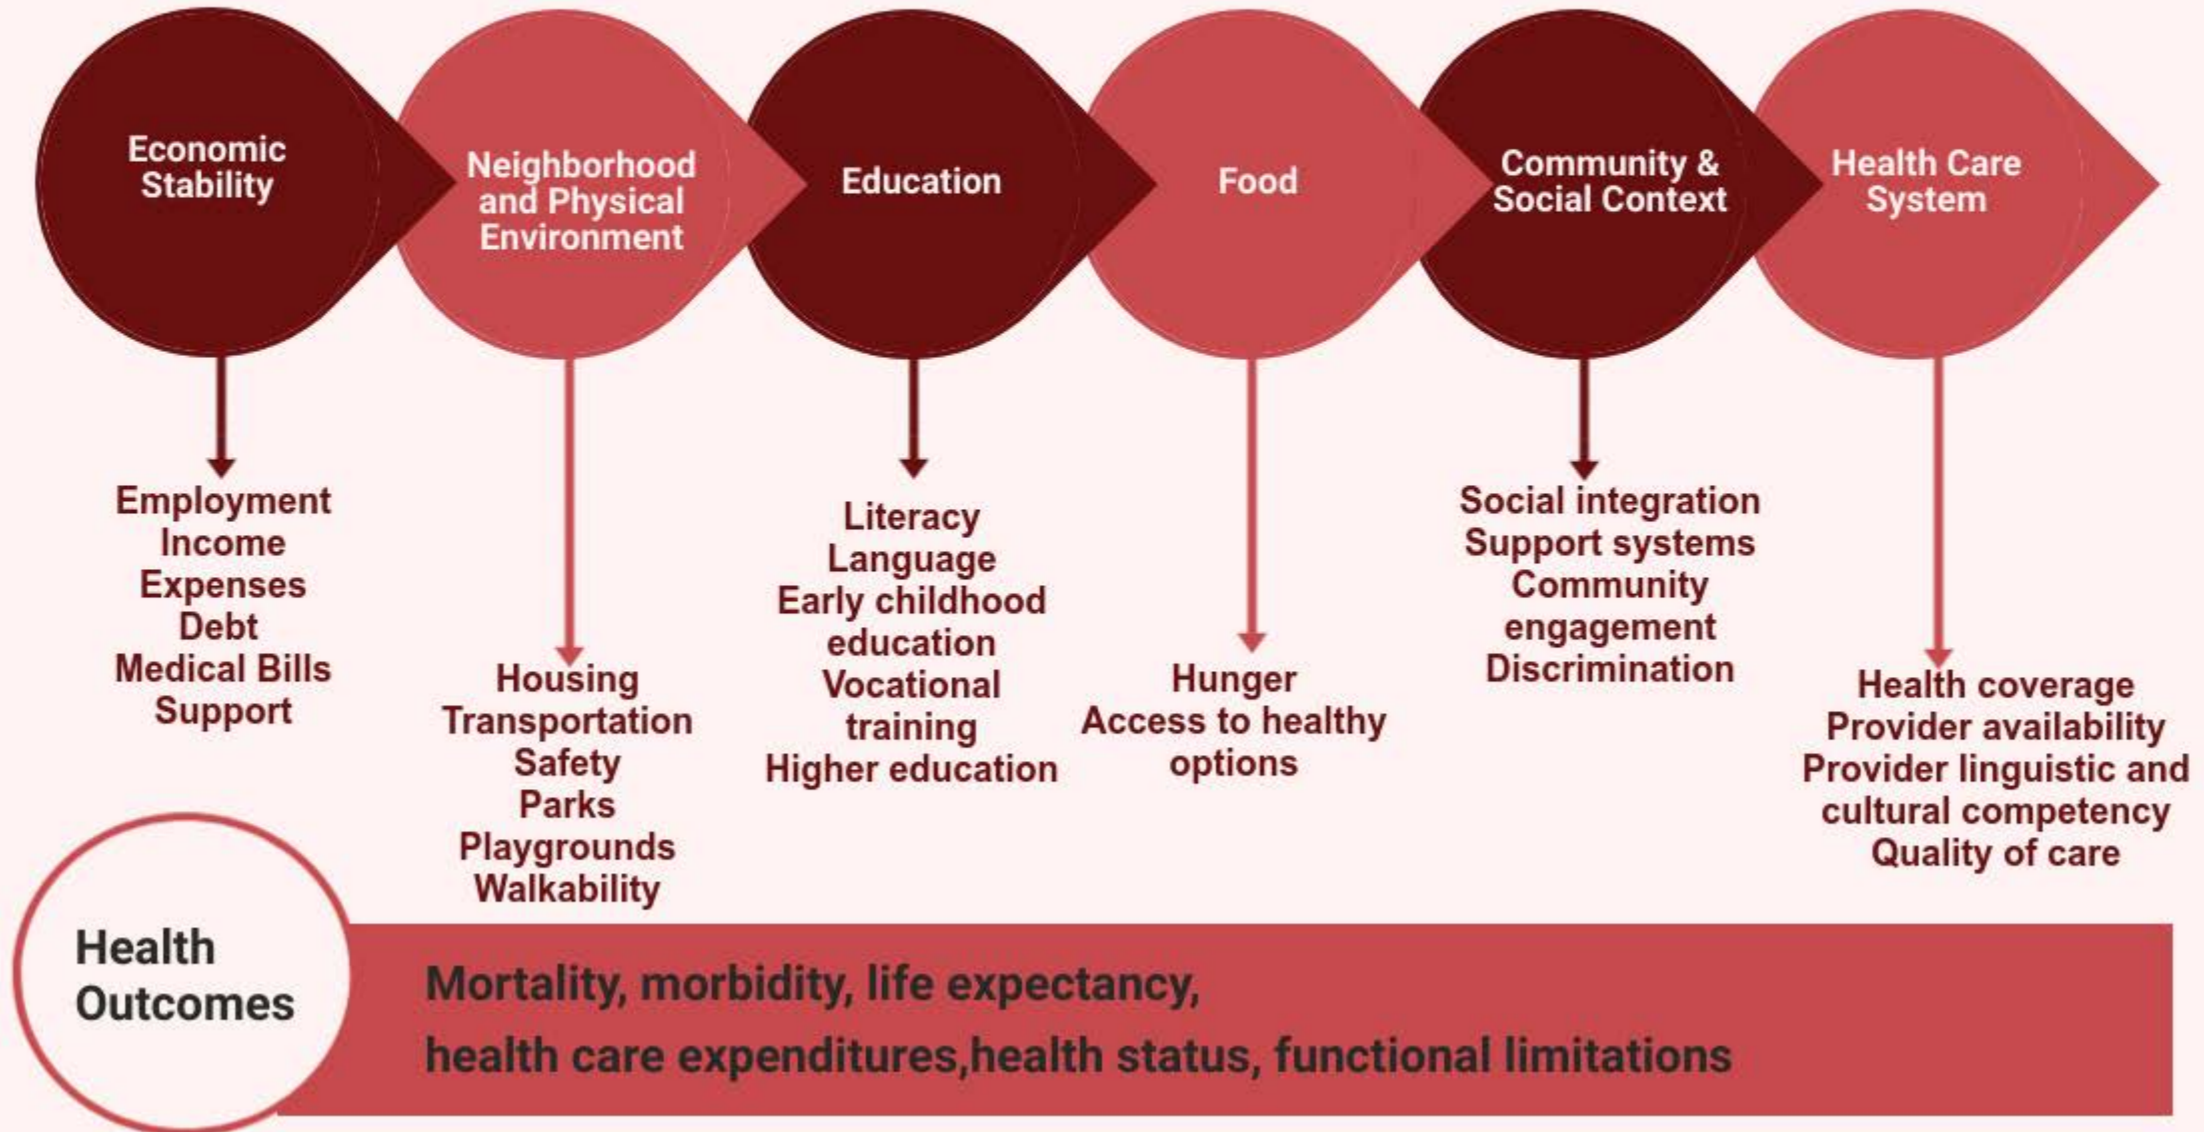 Economic
Stability
Neighborhood
and Physical
Environment
Education
Food
Community &
Social Context
Health Care
System
Employment
Income
Expenses
Debt
Medical Bills
Support
Housing
Transportation
Safety
Parks
Playgrounds
Walkability
Literacy
Language
Early childhood
education
Vocational
training
Higher education
Hunger
Access to healthy
options
Social integration
Support systems
Community
engagement
Discrimination
Health coverage
Provider availability
Provider linguistic and
cultural competency
Quality of care
Health
Outcomes
Mortality, morbidity, life expectancy,
health care expenditures,health status, functional limitations